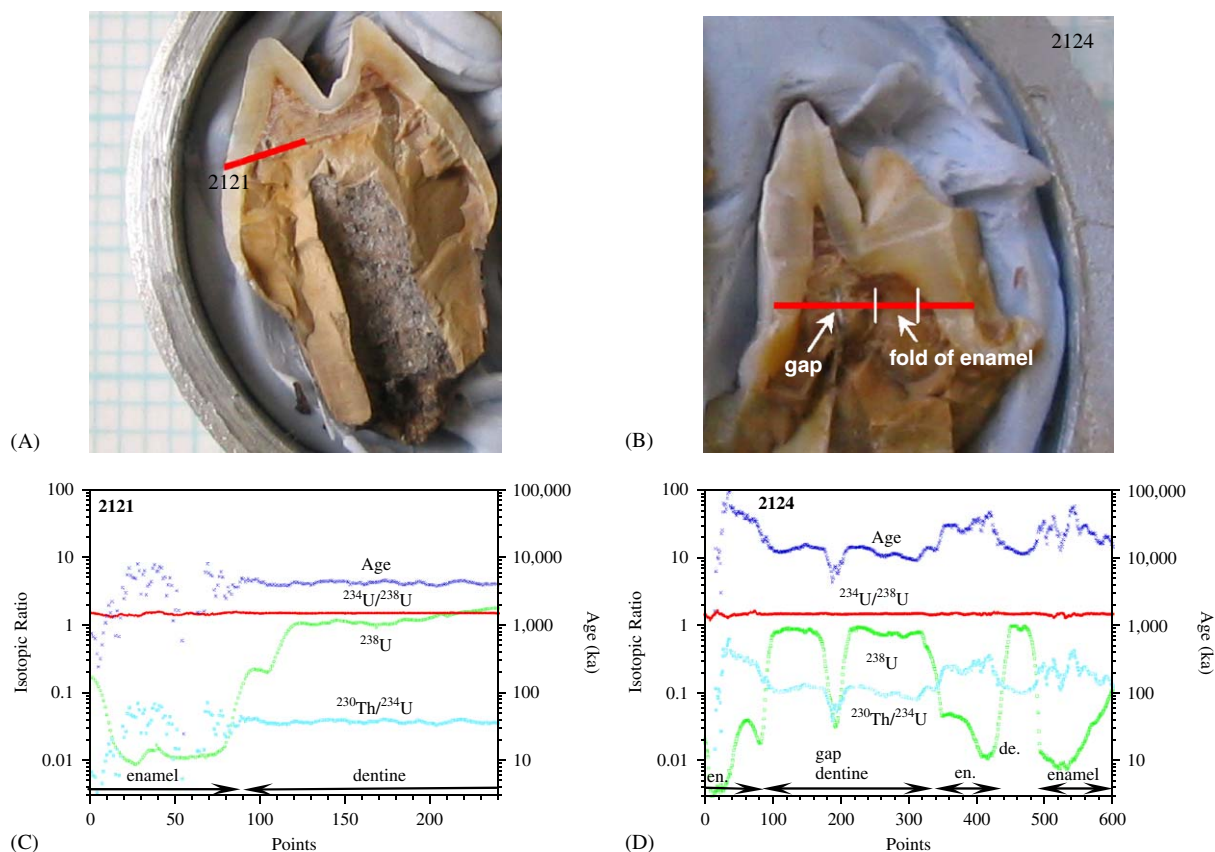 2121
(A)
2124
gap
fold of enamel
(B)
2121
100
10
1
0.1
0.01
Isotopic Ratio
100,000
10,000
1,000
100
10
Age (ka)
Age
²³⁴U/²³⁸U
²³⁸U
²³⁰Th/²³⁴U
enamel
dentine
0
50
100
150
200
Points
(C)
2124
100
10
1
0.1
0.01
Isotopic Ratio
100,000
10,000
1,000
100
10
Age (ka)
Age
²³⁴U/²³⁸U
²³⁸U
²³⁰Th/²³⁴U
en.
gap
dentine
en.
de.
enamel
0
100
200
300
400
500
600
Points
(D)